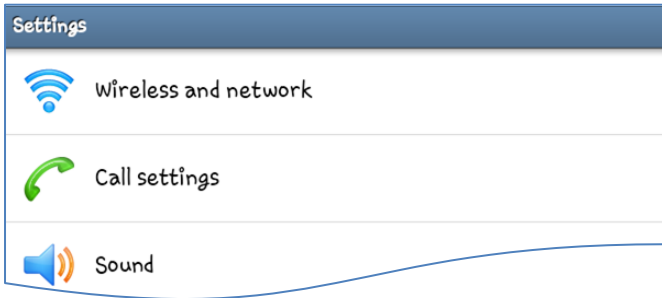 Settings
Wireless and network
Call settings
Sound